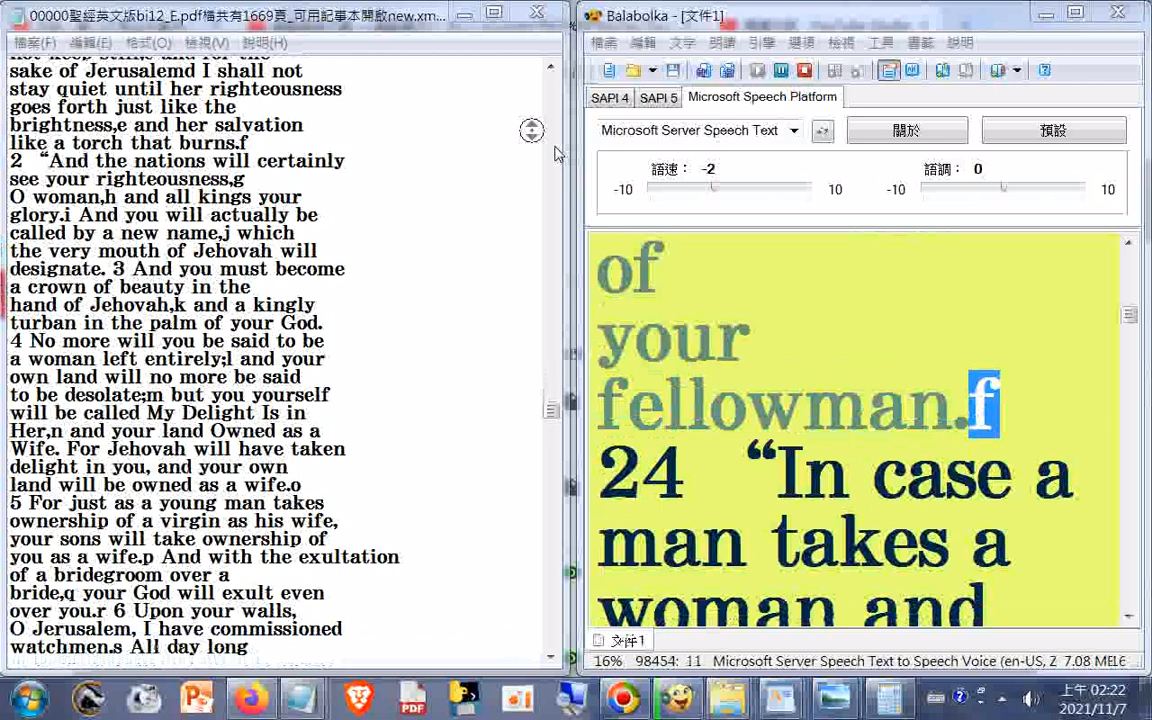 00000聖經英文版bi12_E.pdf檔共有1669頁_可用記事本開啟new.xm...
檔案(F) 編輯(E) 格式(O) 檢視(V) 說明(H)
sake of Jerusalemd I shall not
stay quiet until her righteousness
goes forth just like the
brightness,e and her salvation
like a torch that burns.f
2 “And the nations will certainly
see your righteousness,g
O woman,h and all kings your
glory.i And you will actually be
called by a new name,j which
the very mouth of Jehovah will
designate. 3 And you must become
a crown of beauty in the
hand of Jehovah,k and a kingly
turban in the palm of your God.
4 No more will you be said to be
a woman left entirely;l and your
own land will no more be said
to be desolate;m but you yourself
will be called My Delight Is in
Her,n and your land Owned as a
Wife. For Jehovah will have taken
delight in you, and your own
land will be owned as a wife.o
5 For just as a young man takes
ownership of a virgin as his wife,
your sons will take ownership of
you as a wife.p And with the exultation
of a bridegroom over a
bride,q your God will exult even
over you.r 6 Upon your walls,
O Jerusalem, I have commissioned
watchmen.s All day long
Balabolka - [文件1]
檔案 編輯 文字 朗讀 引擎 選項 檢視 工具 書籤 說明
SAPI 4 SAPI 5 Microsoft Speech Platform
Microsoft Server Speech Text 關於 預設
語速： -2 語調： 0
-10 10 -10 10
of
your
fellowman.f
24 “In case a
man takes a
woman and
文件1
16% 98454: 11 Microsoft Server Speech Text to Speech Voice (en-US, Z 7.08 МБ
上午 02:22
2021/11/7